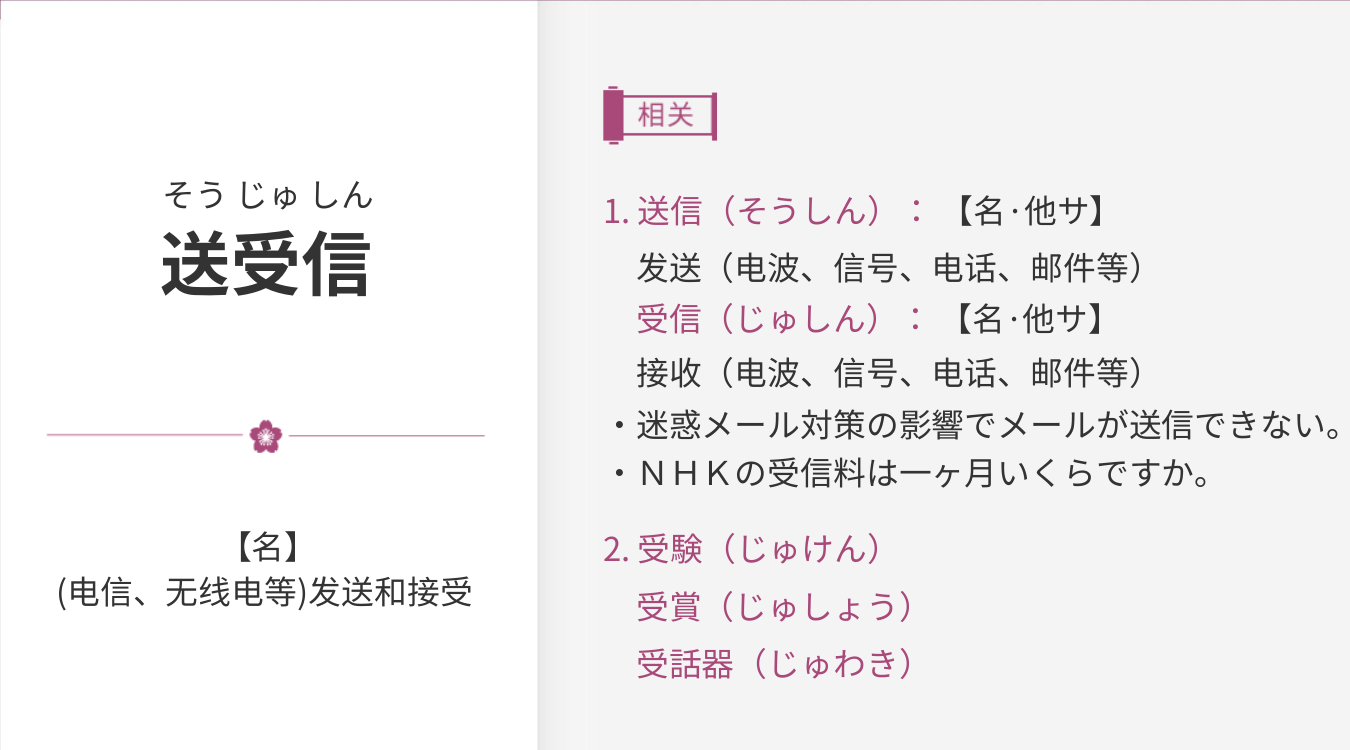 そう じゅ しん
送受信
【名】
(电信、无线电等)发送和接受
相关
1. 送信（そうしん）： 【名·他サ】
发送（电波、信号、电话、邮件等）
受信（じゅしん）： 【名·他サ】
接收（电波、信号、电话、邮件等）
・迷惑メール対策の影響でメールが送信できない。
・ＮＨＫの受信料は一ヶ月いくらですか。
2. 受験（じゅけん）
受賞（じゅしょう）
受話器（じゅわき）